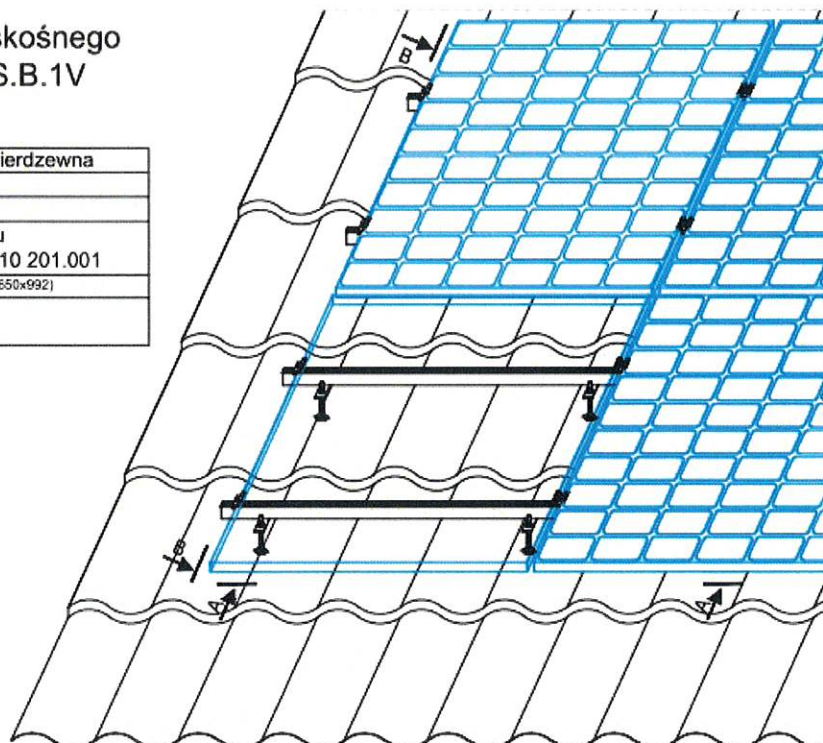 skośnego
S.B.1V
ierdzewna
u
10 201.001
650x992)
B
B
A
A